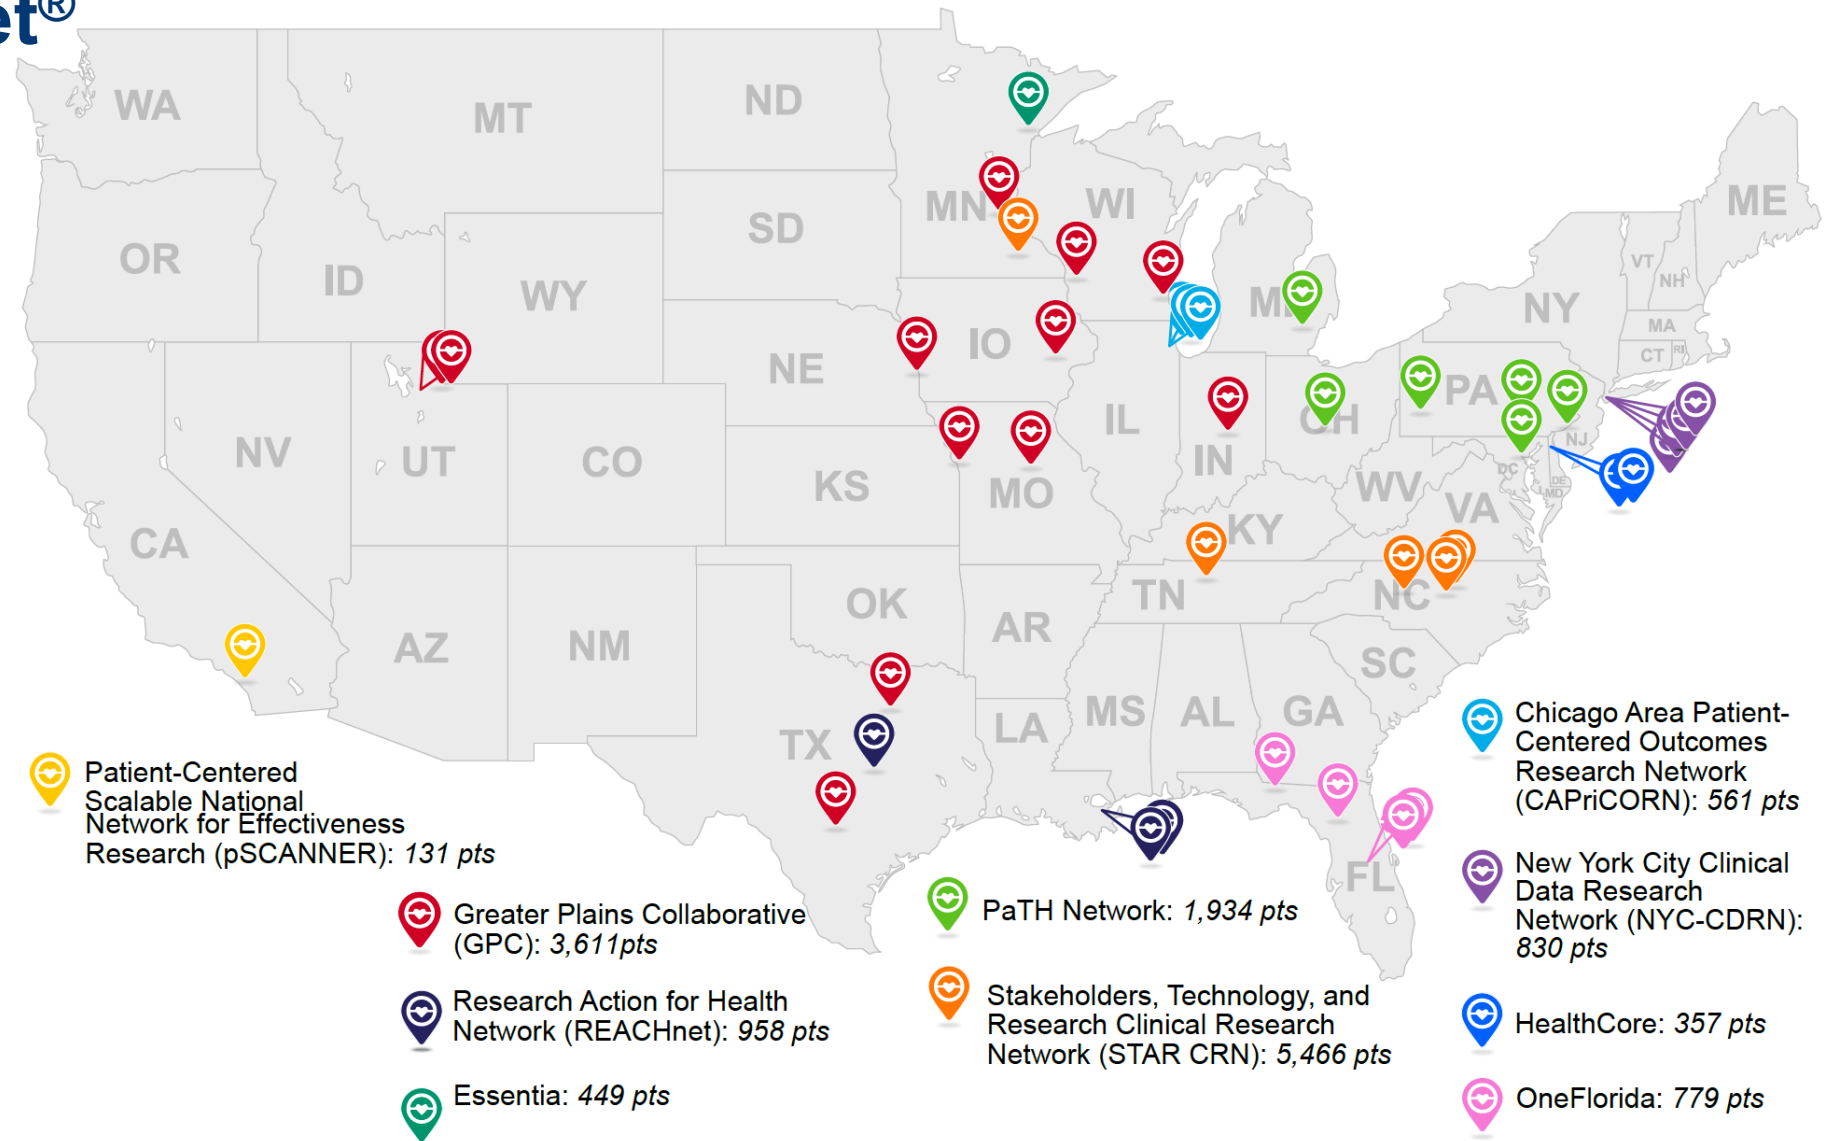 et®
WA
MT
ND
MN
WI
ME
OR
ID
WY
SD
VT
NH
NY
MI
MA
CT
RI
NE
IO
PA
IL
IN
OH
NJ
NV
UT
CO
KS
MO
WV
VA
DC
DE
MD
CA
KY
TN
NC
AZ
NM
OK
AR
SC
TX
LA
MS
AL
GA
FL
Patient-Centered
Scalable National
Network for Effectiveness
Research (pSCANNER): 131 pts
Greater Plains Collaborative
(GPC): 3,611pts
Research Action for Health
Network (REACHnet): 958 pts
Essentia: 449 pts
PaTH Network: 1,934 pts
Stakeholders, Technology, and
Research Clinical Research
Network (STAR CRN): 5,466 pts
Chicago Area Patient-
Centered Outcomes
Research Network
(CAPriCORN): 561 pts
New York City Clinical
Data Research
Network (NYC-CDRN):
830 pts
HealthCore: 357 pts
OneFlorida: 779 pts